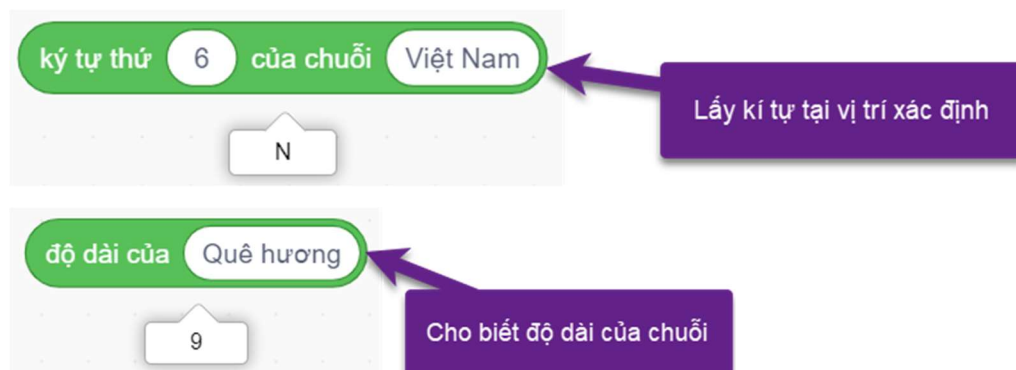 ký tự thứ 6 của chuỗi Việt Nam
Lấy kí tự tại vị trí xác định
N
độ dài của Quê hương
Cho biết độ dài của chuỗi
9